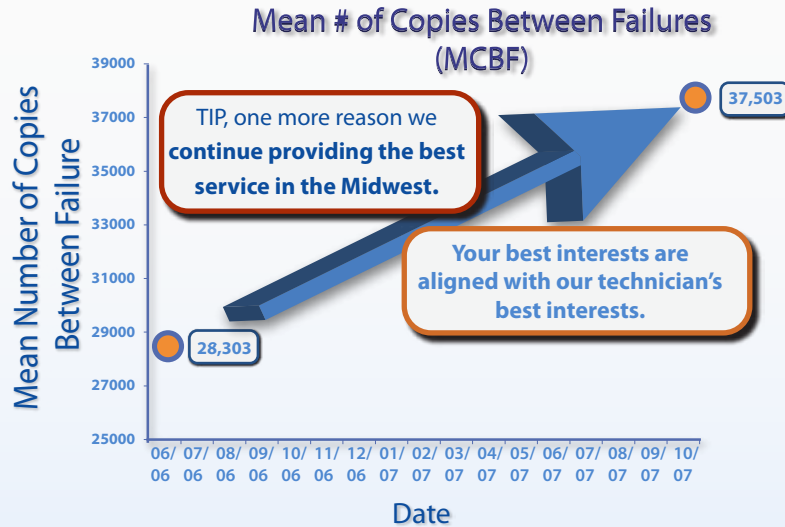 Mean # of Copies Between Failures
(MCBF)
Mean Number of Copies
Between Failure
39000
37000
35000
33000
31000
29000
27000
25000
TIP, one more reason we
continue providing the best
service in the Midwest.
37,503
Your best interests are
aligned with our technician's
best interests.
28,303
06/ 07/ 08/ 09/ 10/ 11/ 12/ 01/ 02/ 03/ 04/ 05/ 06/ 07/ 08/ 09/ 10/
06 06 06 06 06 06 06 07 07 07 07 07 07 07 07 07 07
Date